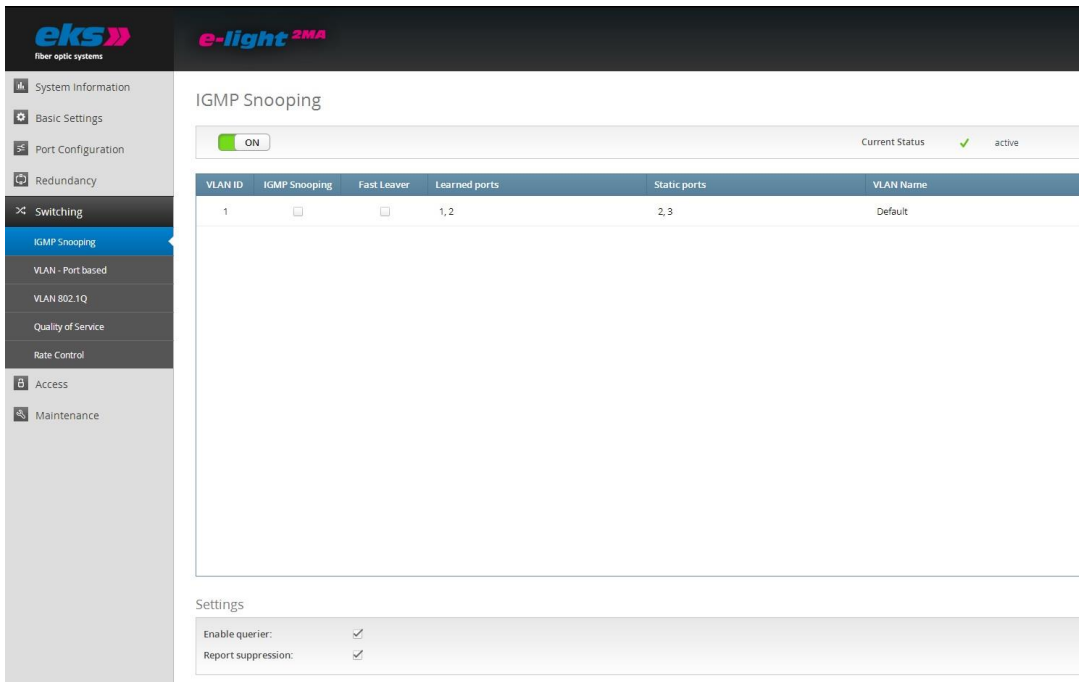 eks
fiber optic systems
e-light 2MA
System Information
Basic Settings
Port Configuration
Redundancy
Switching
IGMP Snooping
VLAN - Port based
VLAN 802.1Q
Quality of Service
Rate Control
Access
Maintenance
IGMP Snooping
ON
Current Status active
VLAN ID IGMP Snooping Fast Leaver Learned ports Static ports VLAN Name
1 1, 2 2, 3 Default
Settings
Enable querier:
Report suppression: